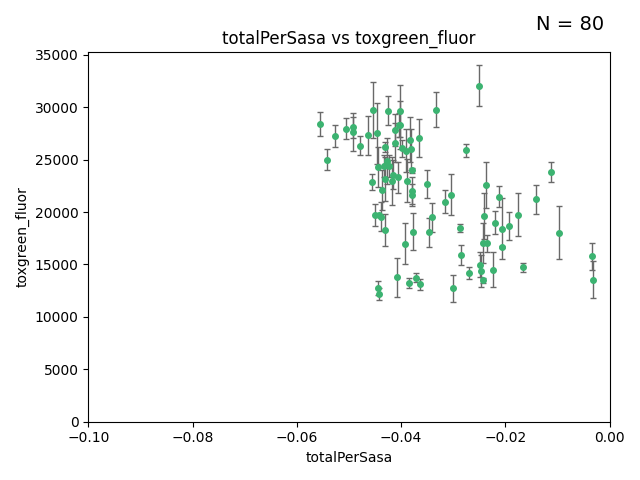 N = 80
totalPerSasa vs toxgreen_fluor
35000
30000
25000
20000
15000
10000
5000
0
toxgreen_fluor
−0.10 −0.08 −0.06 −0.04 −0.02 0.00
totalPerSasa